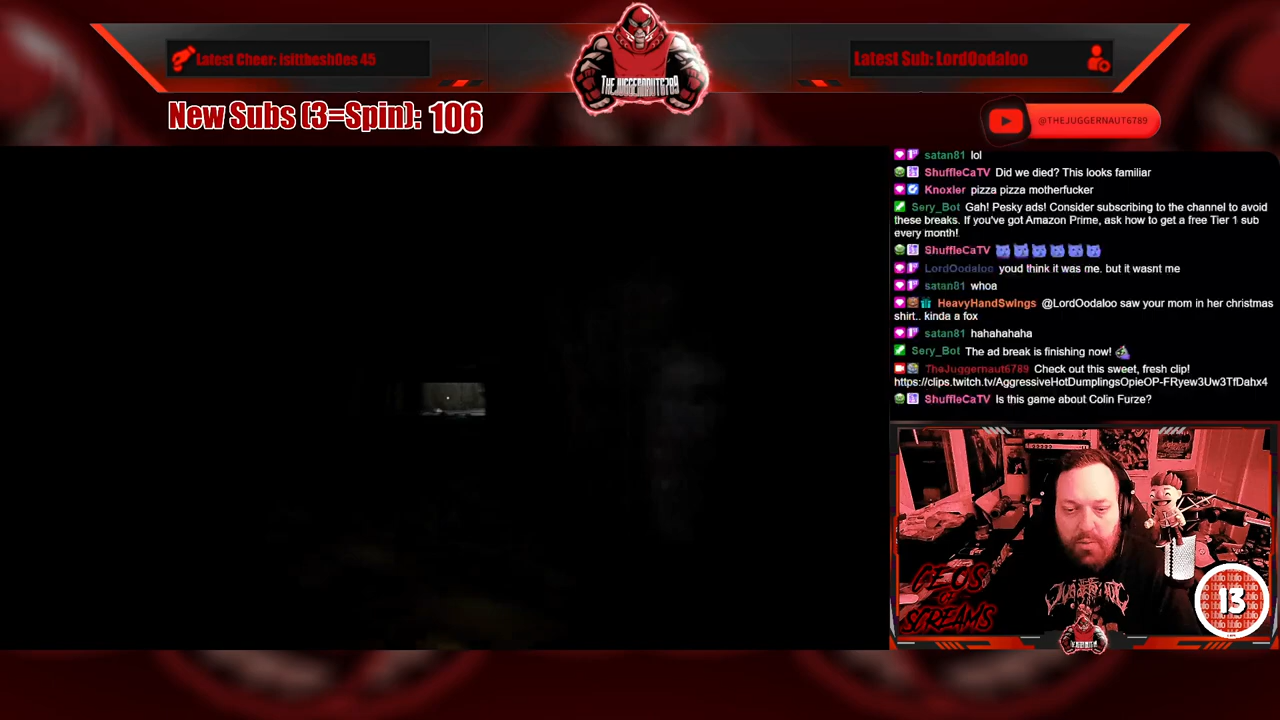 Latest Cheer: isittheshOes 45
THEJUGGERNAUT6789
Latest Sub: LordOodaloo
New Subs (3=Spin): 106
@THEJUGGERNAUT6789
satan81 lol
ShuffleCaTV Did we died? This looks familiar
Knoxler pizza pizza motherfucker
Sery_Bot Gah! Pesky ads! Consider subscribing to the channel to avoid
these breaks. If you've got Amazon Prime, ask how to get a free Tier 1 sub
every month!
ShuffleCaTV
LordOodaloo youd think it was me. but it wasnt me
satan81 whoa
HeavyHandSwings @LordOodaloo saw your mom in her christmas
shirt.. kinda a fox
satan81 hahahahaha
Sery_Bot The ad break is finishing now!
TheJuggernaut6789 Check out this sweet, fresh clip!
https://clips.twitch.tv/AggressiveHotDumplingsOpieOP-FRyew3Uw3TfDahx4
ShuffleCaTV Is this game about Colin Furze?
GEOS
OF
SCREAMS
13